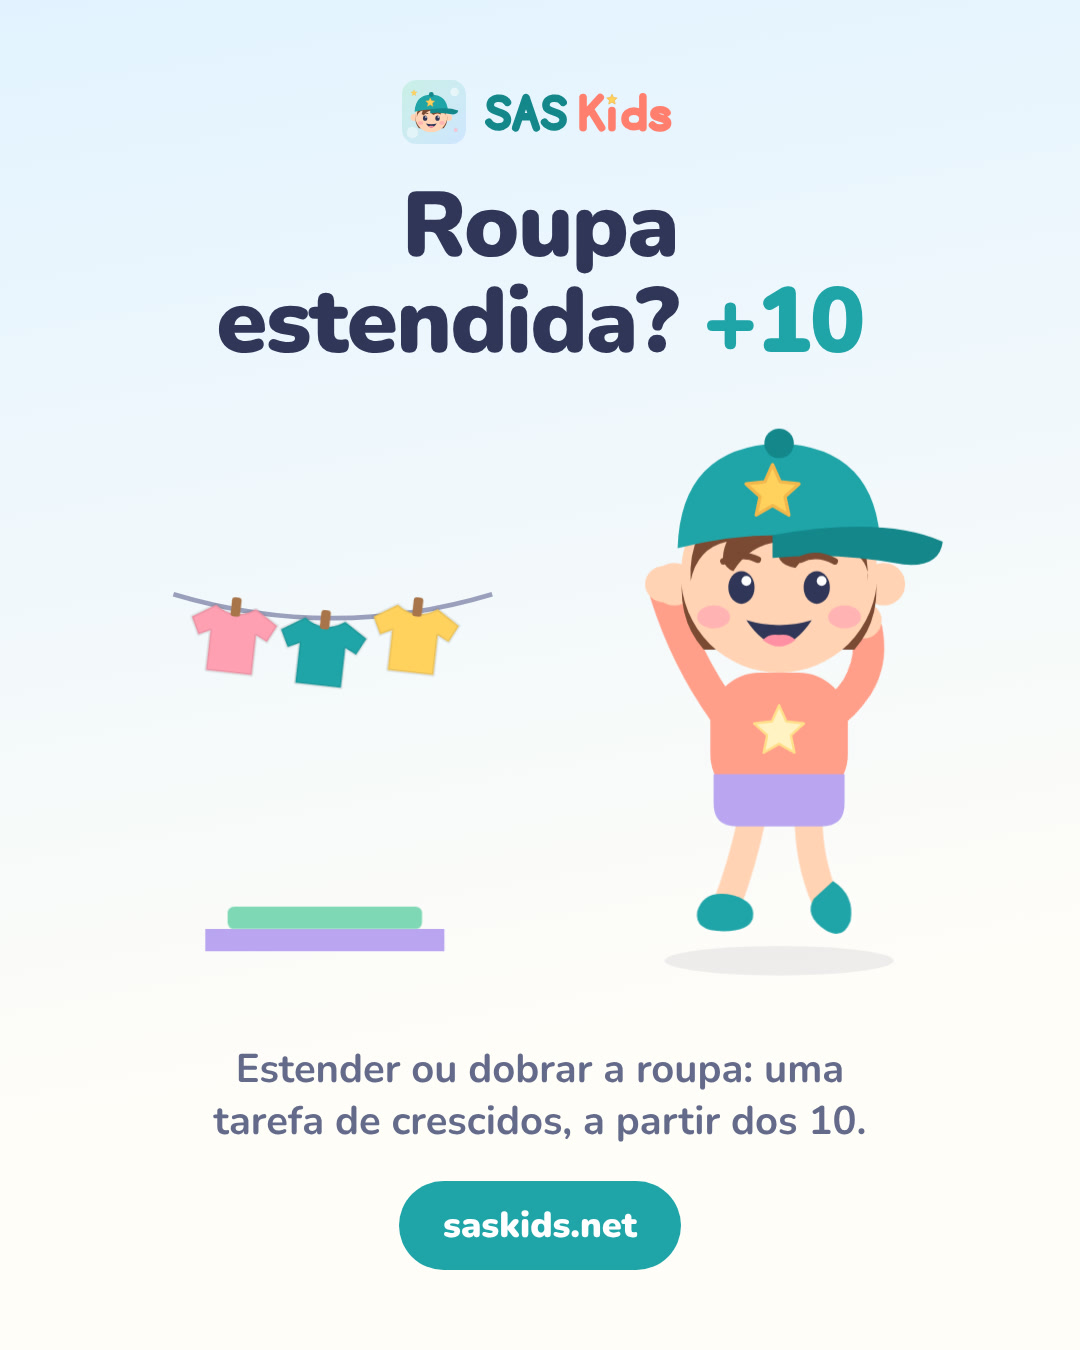 SAS Kids
Roupa
estendida? +10
Estender ou dobrar a roupa: uma
tarefa de crescidos, a partir dos 10.
saskids.net